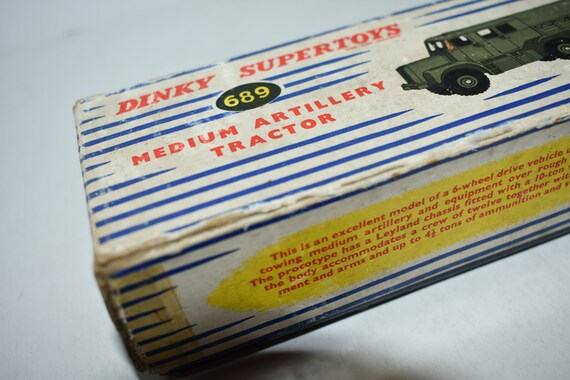 DINKY SUPERTOYS
689
MEDIUM ARTILLERY
TRACTOR
This is an excellent model of a 6-wheel drive vehicle
towing medium artillery and equipment over rough
The prototype has a Leyland chassis fitted with a 10-ton
the body accommodates a crew of twelve together with
ment and arms and up to 4½ tons of ammunition and